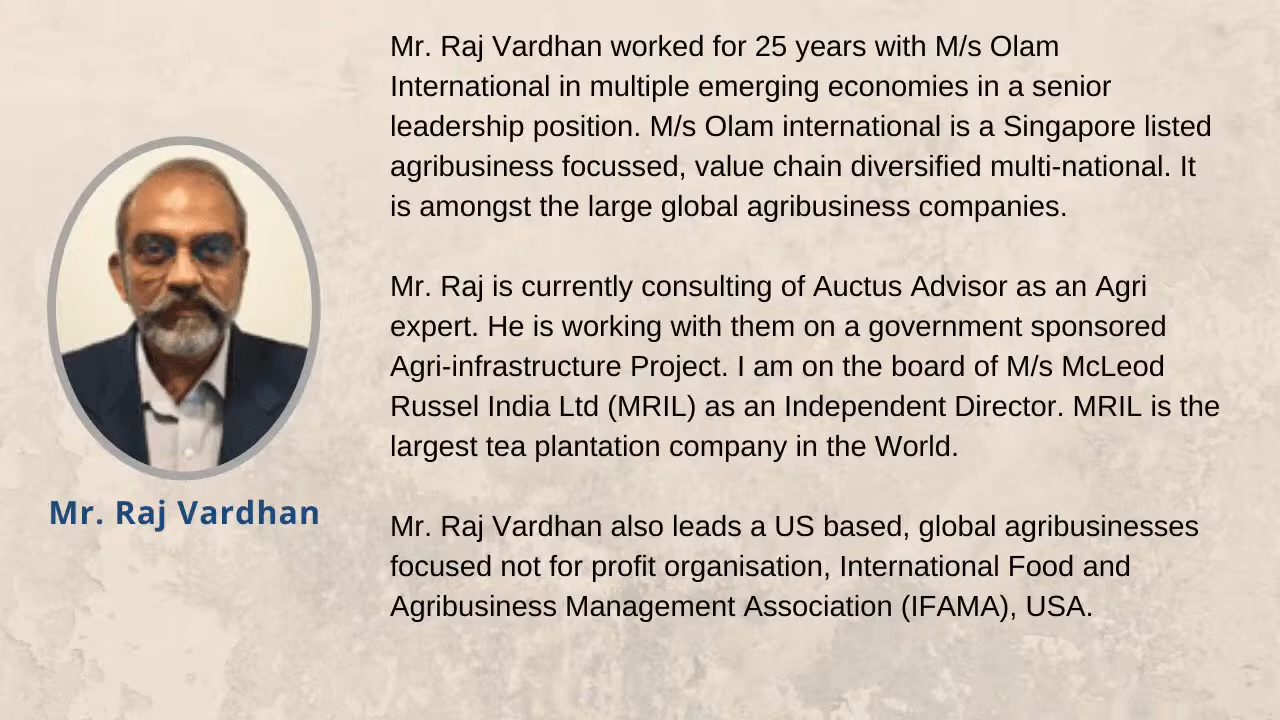 Mr. Raj Vardhan worked for 25 years with M/s Olam
International in multiple emerging economies in a senior
leadership position. M/s Olam international is a Singapore listed
agribusiness focussed, value chain diversified multi-national. It
is amongst the large global agribusiness companies.
Mr. Raj is currently consulting of Auctus Advisor as an Agri
expert. He is working with them on a government sponsored
Agri-infrastructure Project. I am on the board of M/s McLeod
Russel India Ltd (MRIL) as an Independent Director. MRIL is the
largest tea plantation company in the World.
Mr. Raj Vardhan also leads a US based, global agribusinesses
focused not for profit organisation, International Food and
Agribusiness Management Association (IFAMA), USA.
Mr. Raj Vardhan